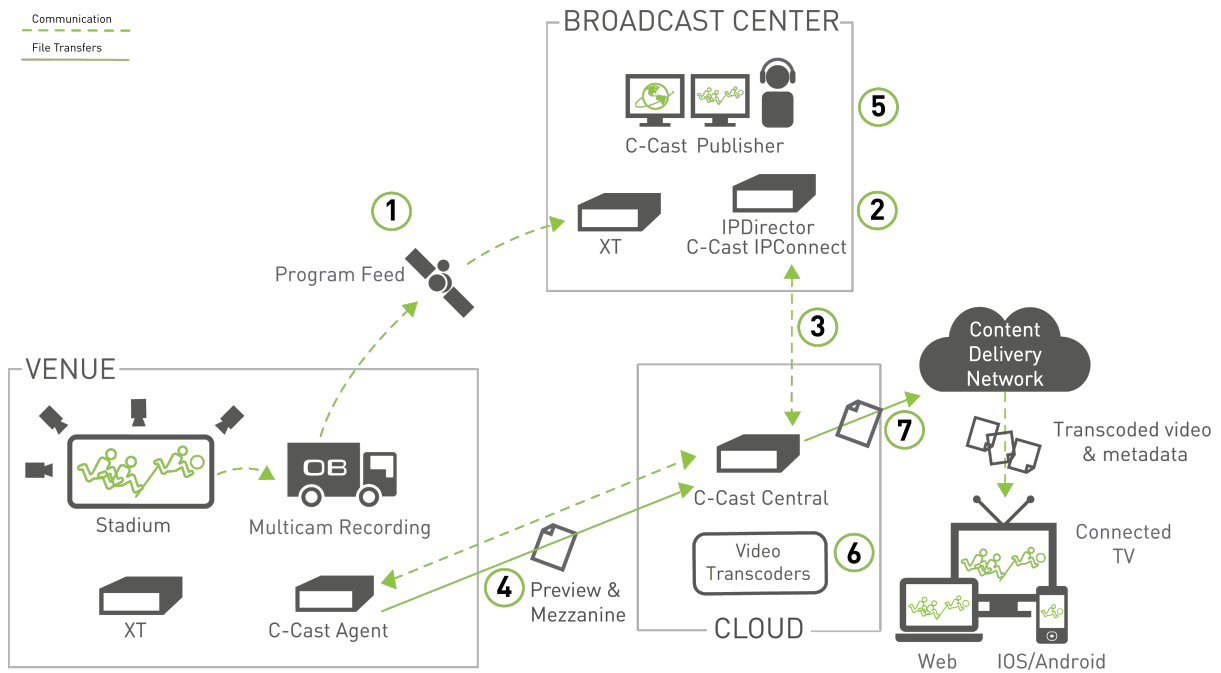 Communication
File Transfers
BROADCAST CENTER
C-Cast Publisher
5
1
2
XT
IPDirector
C-Cast IPConnect
Program Feed
3
Content
Delivery
Network
VENUE
7
Transcoded video
& metadata
OB
Stadium
Multicam Recording
C-Cast Central
Connected
TV
Video
Transcoders
6
4
Preview &
Mezzanine
XT
C-Cast Agent
CLOUD
Web
IOS/Android